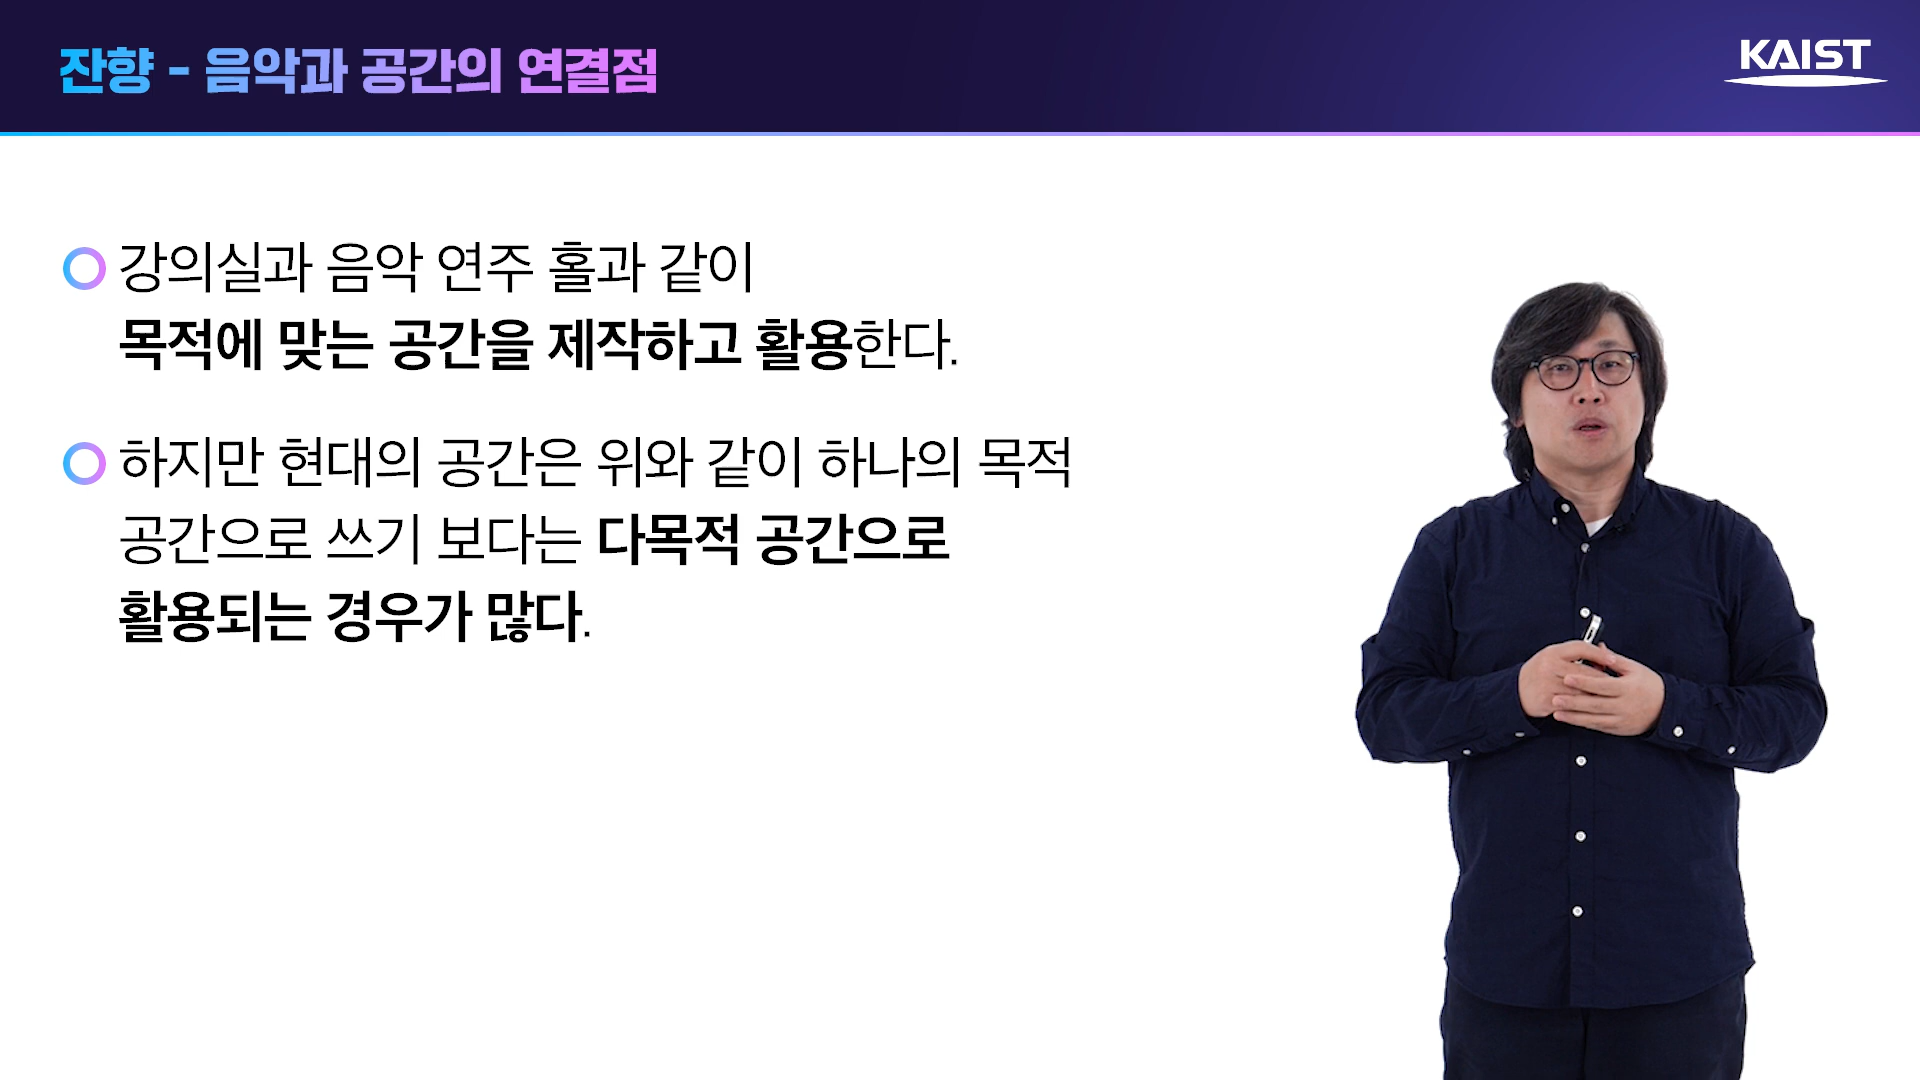 잔향 - 음악과 공간의 연결점
KAIST
강의실과 음악 연주 홀과 같이
목적에 맞는 공간을 제작하고 활용한다.
하지만 현대의 공간은 위와 같이 하나의 목적
공간으로 쓰기 보다는 다목적 공간으로
활용되는 경우가 많다.